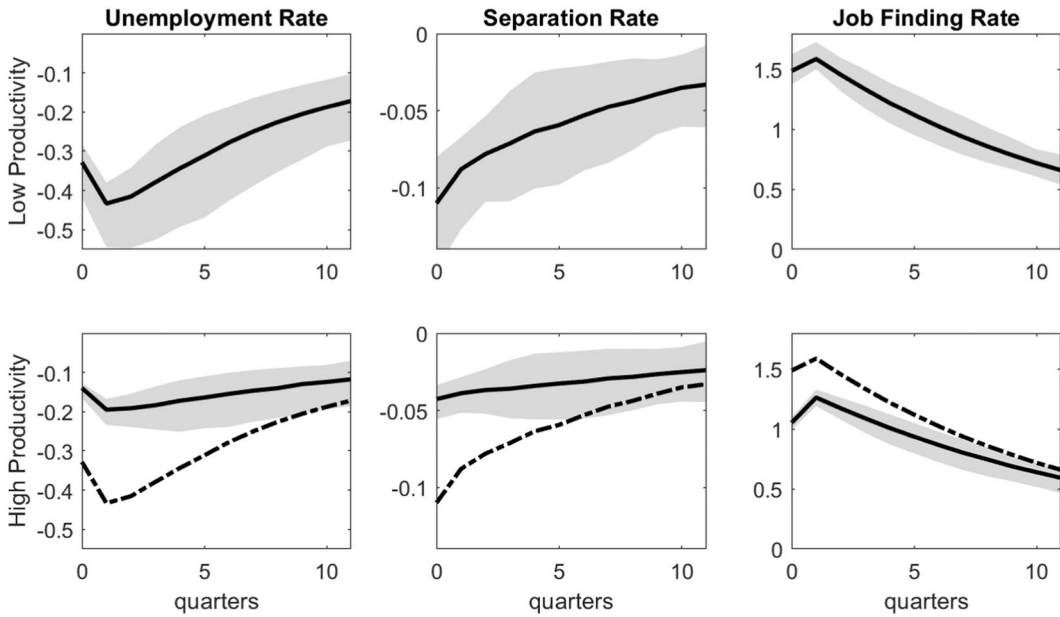 Unemployment Rate
Separation Rate
Job Finding Rate
Low Productivity
-0.1
-0.2
-0.3
-0.4
-0.5
0 5 10
0
-0.05
-0.1
0 5 10
1.5
1
0.5
0
0 5 10
High Productivity
-0.1
-0.2
-0.3
-0.4
-0.5
0 5 10
quarters
0
-0.05
-0.1
0 5 10
quarters
1.5
1
0.5
0
0 5 10
quarters